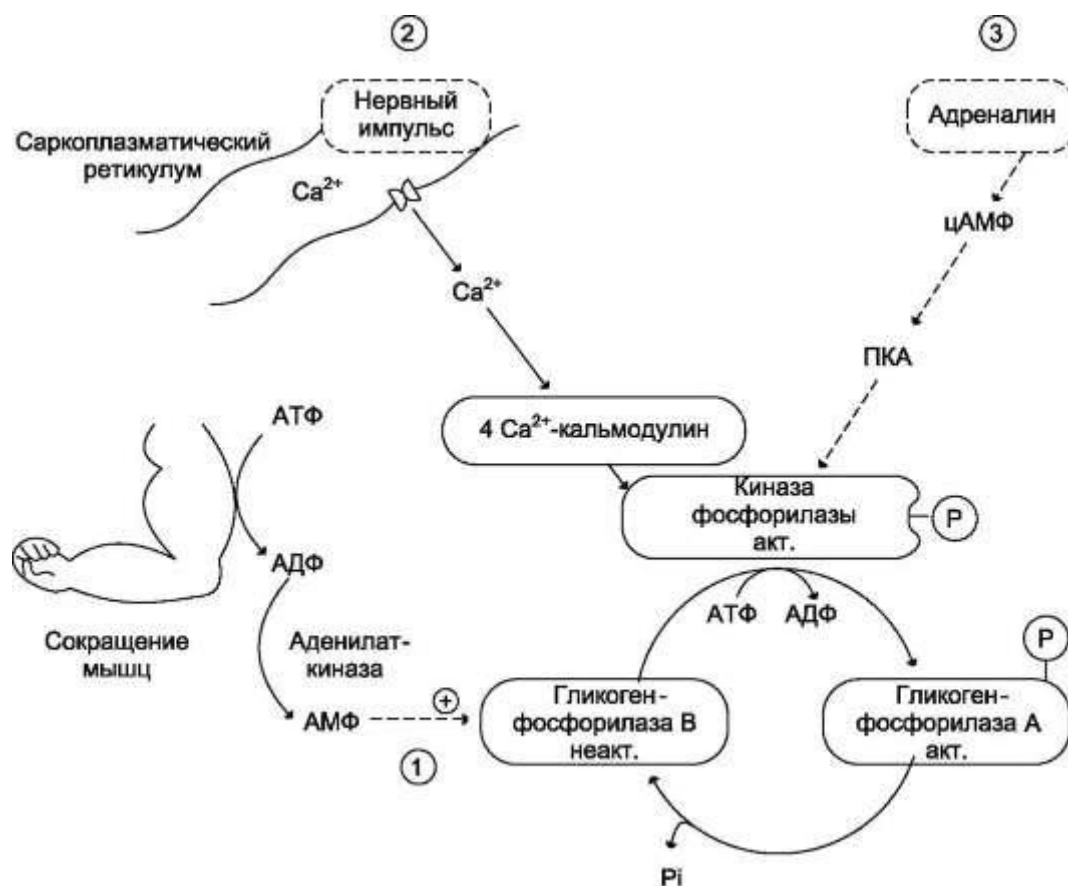 ②
③
Нервный
импульс
Адреналин
Саркоплазматический
ретикулум
Ca²⁺
цАМФ
Ca²⁺
ПКА
АТФ
4 Ca²⁺-кальмодулин
Киназа
фосфорилазы
акт.
P
АДФ
АТФ
АДФ
Сокращение
мышц
Аденилат-
киназа
P
АМФ
+
Гликоген-
фосфорилаза В
неакт.
Гликоген-
фосфорилаза А
акт.
①
Pi